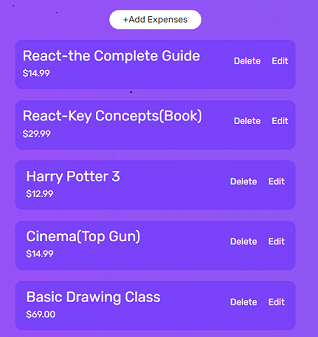 +Add Expenses
React-the Complete Guide
$14.99
Delete Edit
React-Key Concepts(Book)
$29.99
Delete Edit
Harry Potter 3
$12.99
Delete Edit
Cinema(Top Gun)
$14.99
Delete Edit
Basic Drawing Class
$69.00
Delete Edit